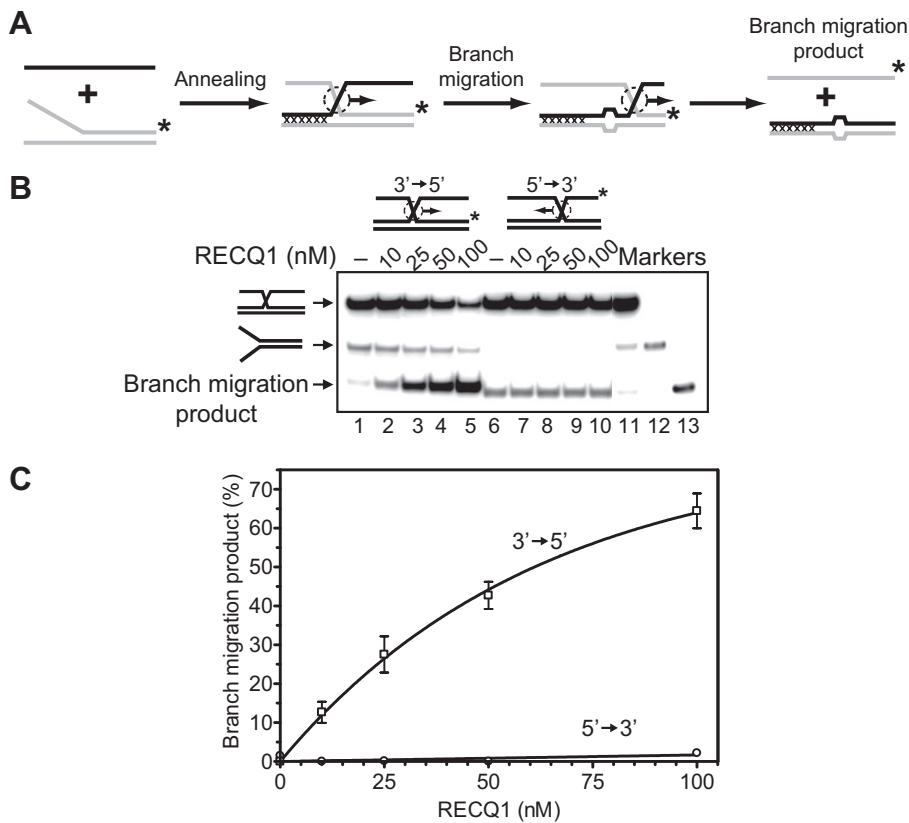 A
Annealing
Branch
migration
Branch migration
product
+
*
*
*
+
*
xxxxxx
xxxxxx
xxxxxx
B
3’→5’
5’→3’
*
*
RECQ1 (nM)
– 10 25 50 100 – 10 25 50 100 Markers
Branch migration
product
1 2 3 4 5 6 7 8 9 10 11 12 13
C
Branch migration product (%)
70
60
50
40
30
20
10
0
3’→5’
5’→3’
0 25 50 75 100
RECQ1 (nM)